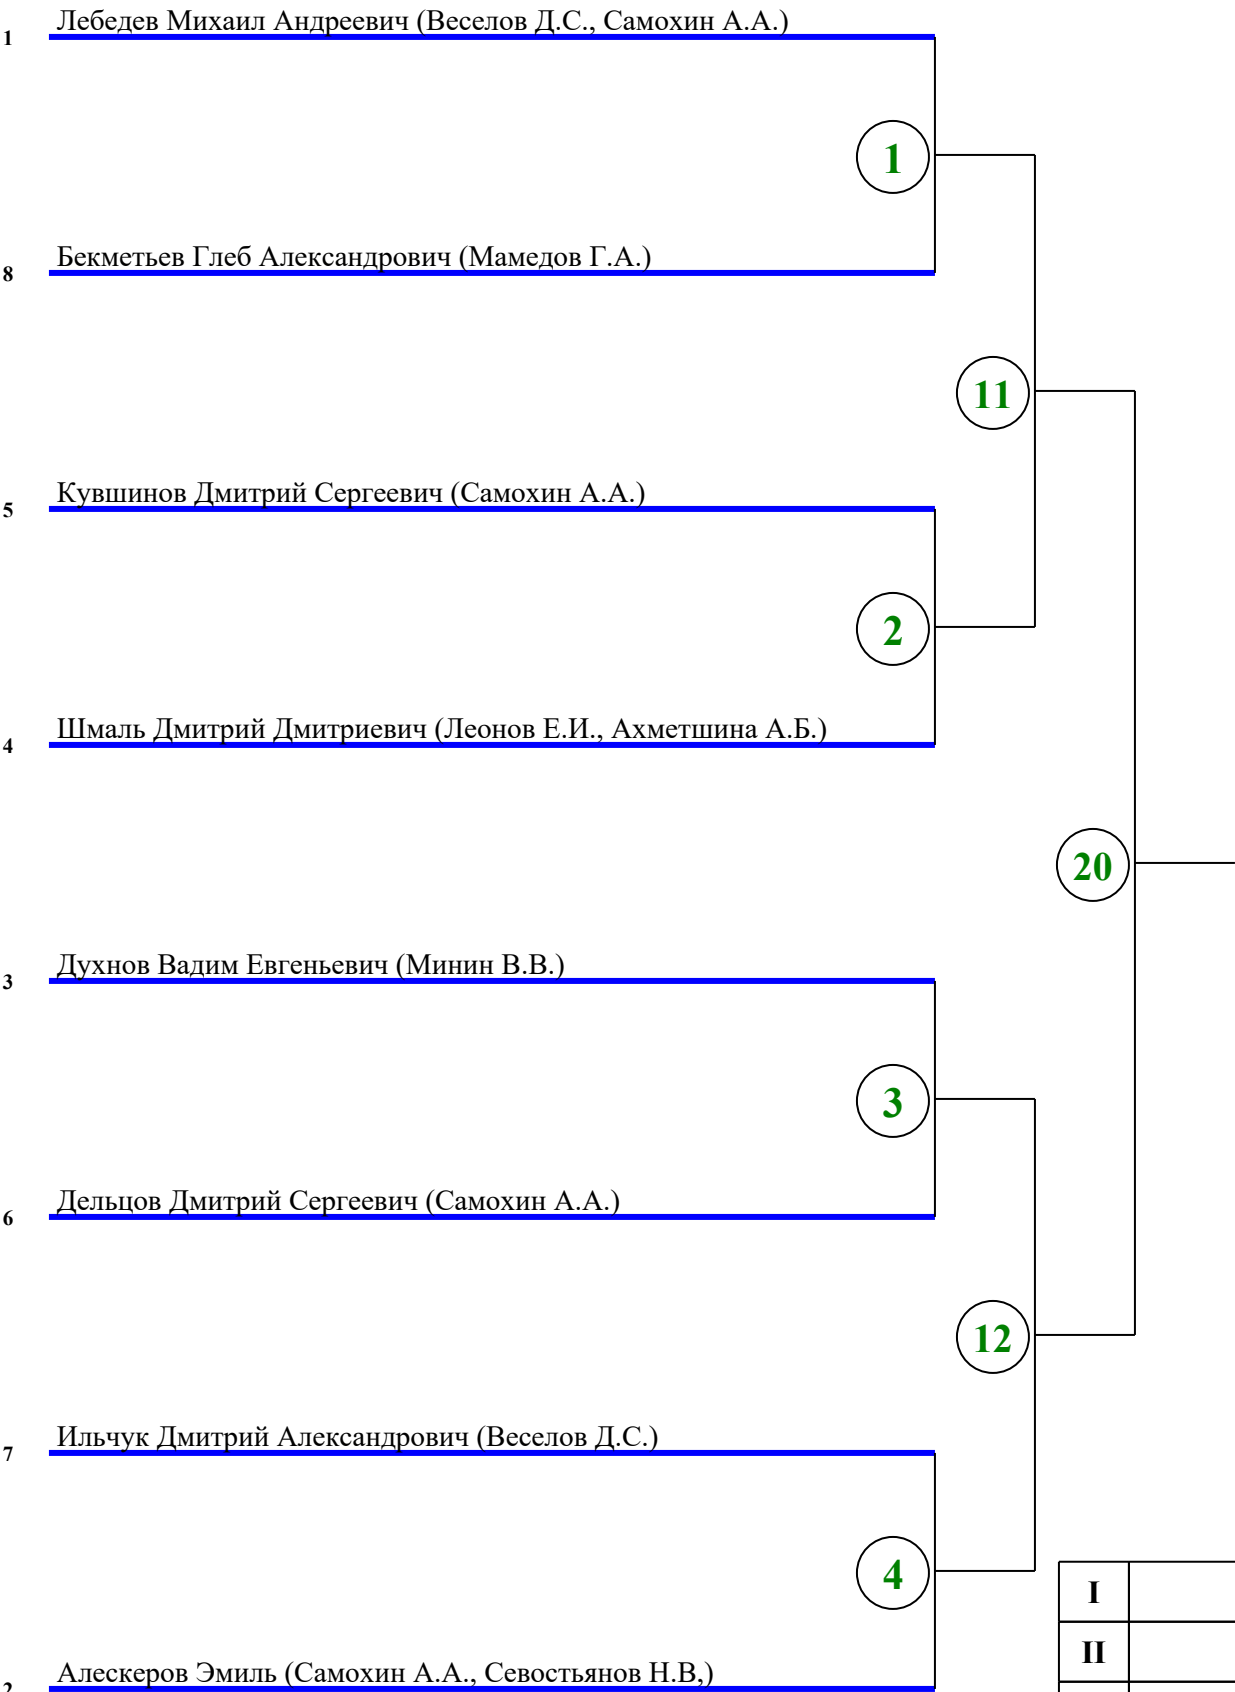 1 Лебедев Михаил Андреевич (Веселов Д.С., Самохин А.А.)
1
8 Бекметьев Глеб Александрович (Мамедов Г.А.)
11
5 Кувшинов Дмитрий Сергеевич (Самохин А.А.)
2
4 Шмаль Дмитрий Дмитриевич (Леонов Е.И., Ахметшина А.Б.)
20
3 Духнов Вадим Евгеньевич (Минин В.В.)
3
6 Дельцов Дмитрий Сергеевич (Самохин А.А.)
12
7 Ильчук Дмитрий Александрович (Веселов Д.С.)
4
I
II
2 Алескеров Эмиль (Самохин А.А., Севостьянов Н.В,)